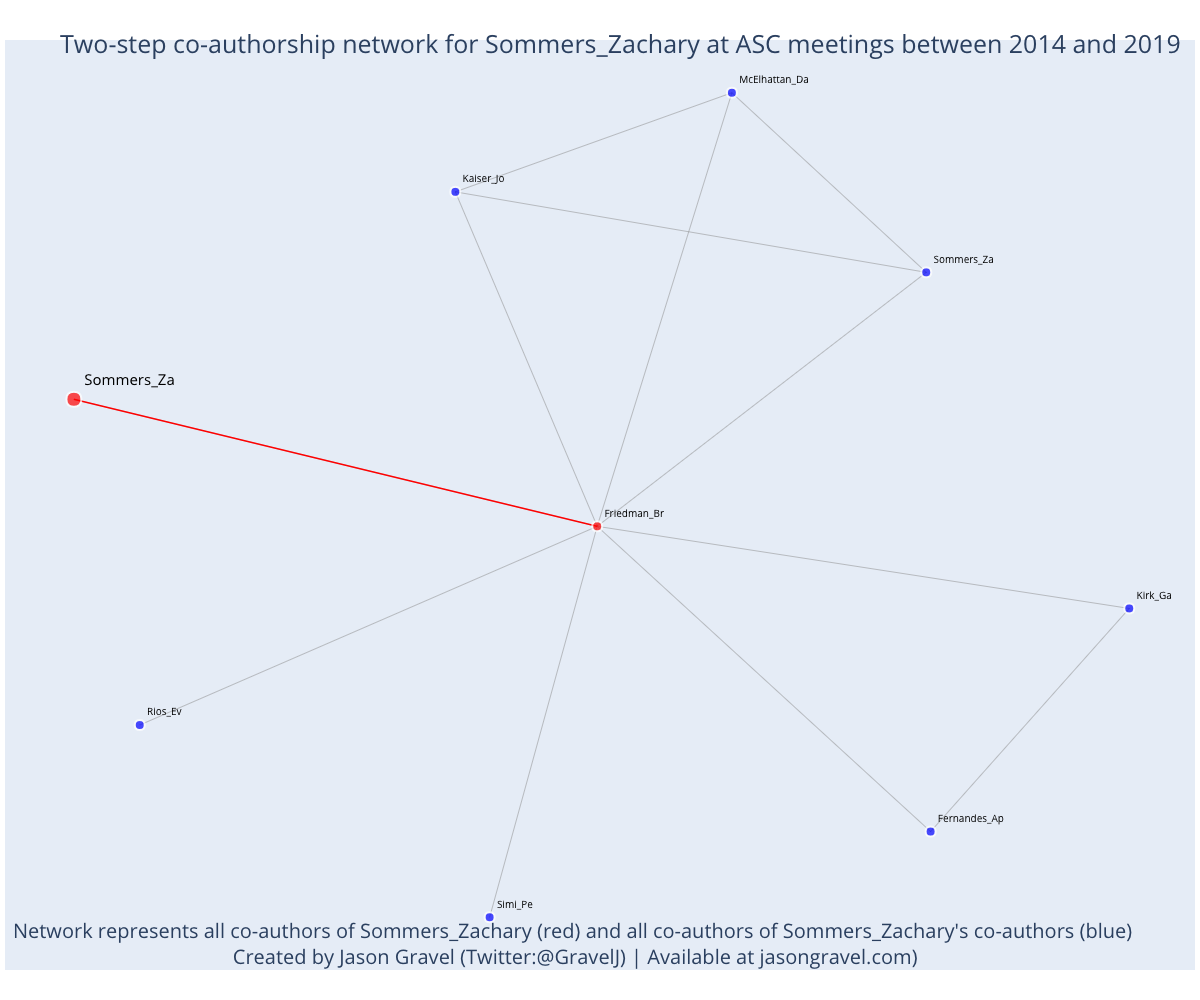 Two-step co-authorship network for Sommers_Zachary at ASC meetings between 2014 and 2019
McElhattan_Da
Kaiser_Jo
Sommers_Za
Sommers_Za
Friedman_Br
Kirk_Ga
Rios_Ev
Fernandes_Ap
Simi_Pe
Network represents all co-authors of Sommers_Zachary (red) and all co-authors of Sommers_Zachary's co-authors (blue)
Created by Jason Gravel (Twitter:@GravelJ) | Available at jasongravel.com)